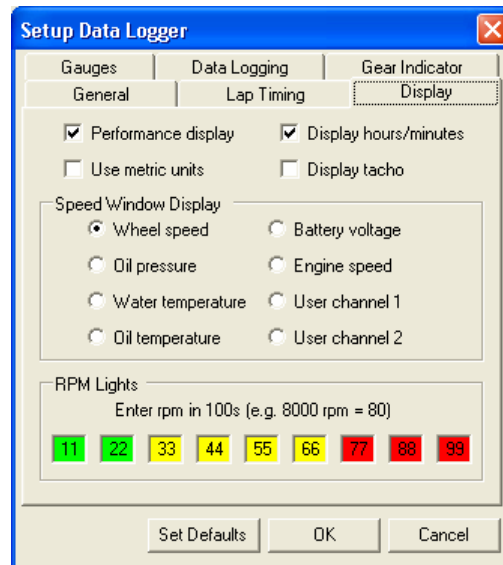 Setup Data Logger
Gauges Data Logging Gear Indicator
General Lap Timing Display
Performance display Display hours/minutes
Use metric units Display tacho
Speed Window Display
Wheel speed Battery voltage
Oil pressure Engine speed
Water temperature User channel 1
Oil temperature User channel 2
RPM Lights
Enter rpm in 100s (e.g. 8000 rpm = 80)
11 22 33 44 55 66 77 88 99
Set Defaults OK Cancel